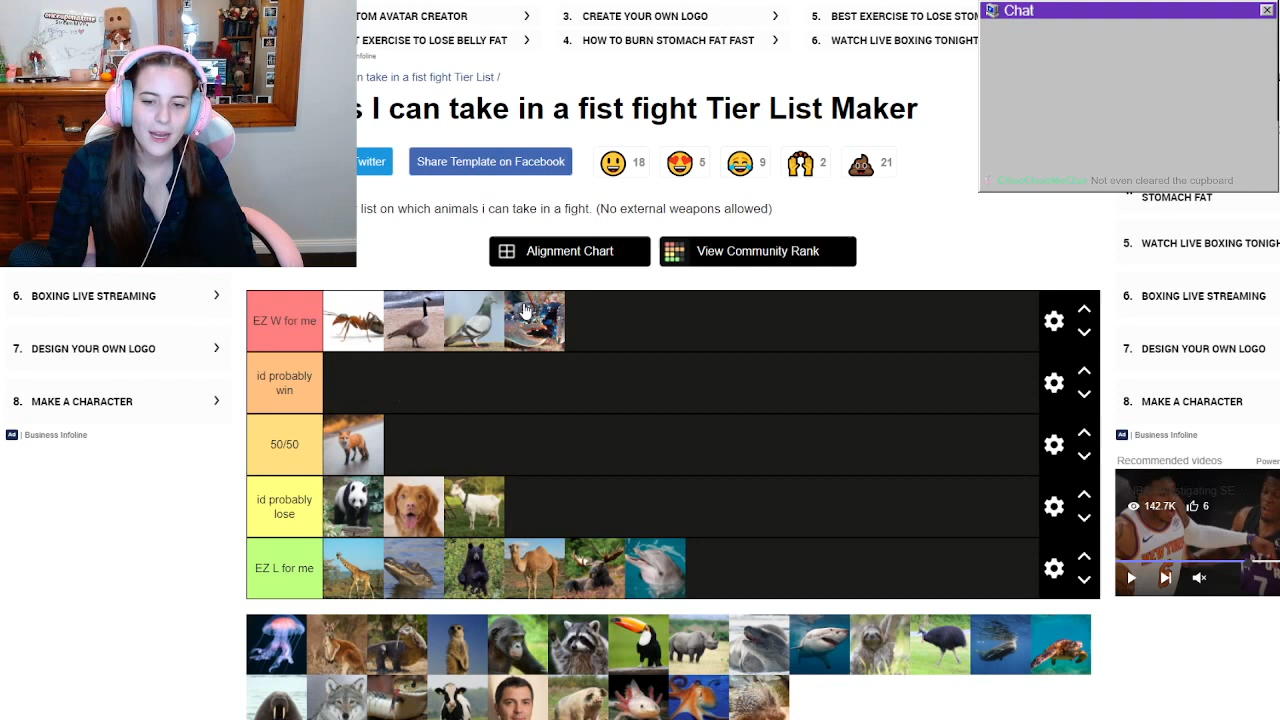 TOM AVATAR CREATOR
3. CREATE YOUR OWN LOGO
5. BEST EXERCISE TO LOSE STOM
T EXERCISE TO LOSE BELLY FAT
4. HOW TO BURN STOMACH FAT FAST
6. WATCH LIVE BOXING TONIGHT
Infoline
Chat
Not even cleared the cupboard
n take in a fist fight Tier List /
s I can take in a fist fight Tier List Maker
witter
Share Template on Facebook
18
5
9
2
21
list on which animals i can take in a fight. (No external weapons allowed)
Alignment Chart
View Community Rank
STOMACH FAT
5. WATCH LIVE BOXING TONIGH
6. BOXING LIVE STREAMING
7. DESIGN YOUR OWN LOGO
8. MAKE A CHARACTER
Ad | Business Infoline
6. BOXING LIVE STREAMING
7. DESIGN YOUR OWN LOGO
8. MAKE A CHARACTER
Ad | Business Infoline
Recommended videos
Power
142.7K
6
EZ W for me
id probably
win
50/50
id probably
lose
EZ L for me